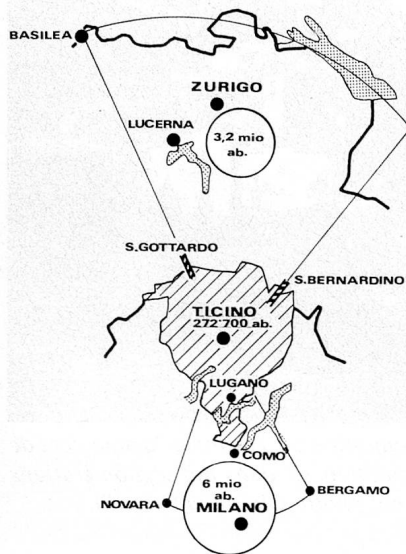 BASILEA
ZURIGO
LUCERNA
3,2 mio
ab.
S.GOTTARDO
S.BERNARDINO
TICINO
272'700 ab.
LUGANO
COMO
6 mio
ab.
NOVARA
MILANO
BERGAMO